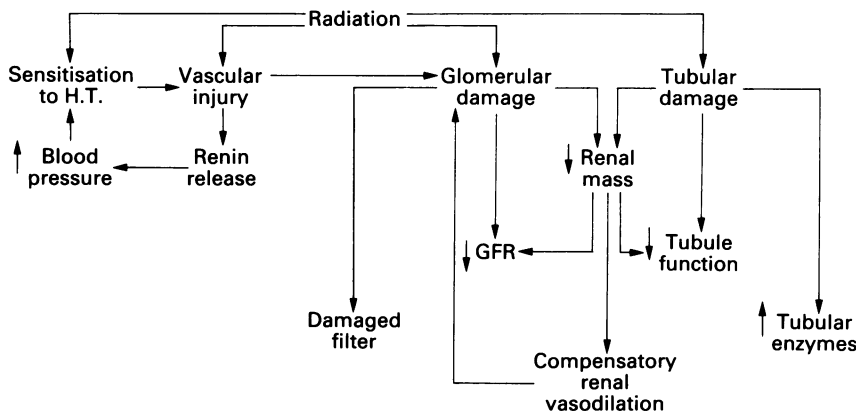 Radiation
Sensitisation
to H.T.
Vascular
injury
Glomerular
damage
Tubular
damage
Blood
pressure
Renin
release
Renal
mass
GFR
Tubule
function
Damaged
filter
Tubular
enzymes
Compensatory
renal
vasodilation